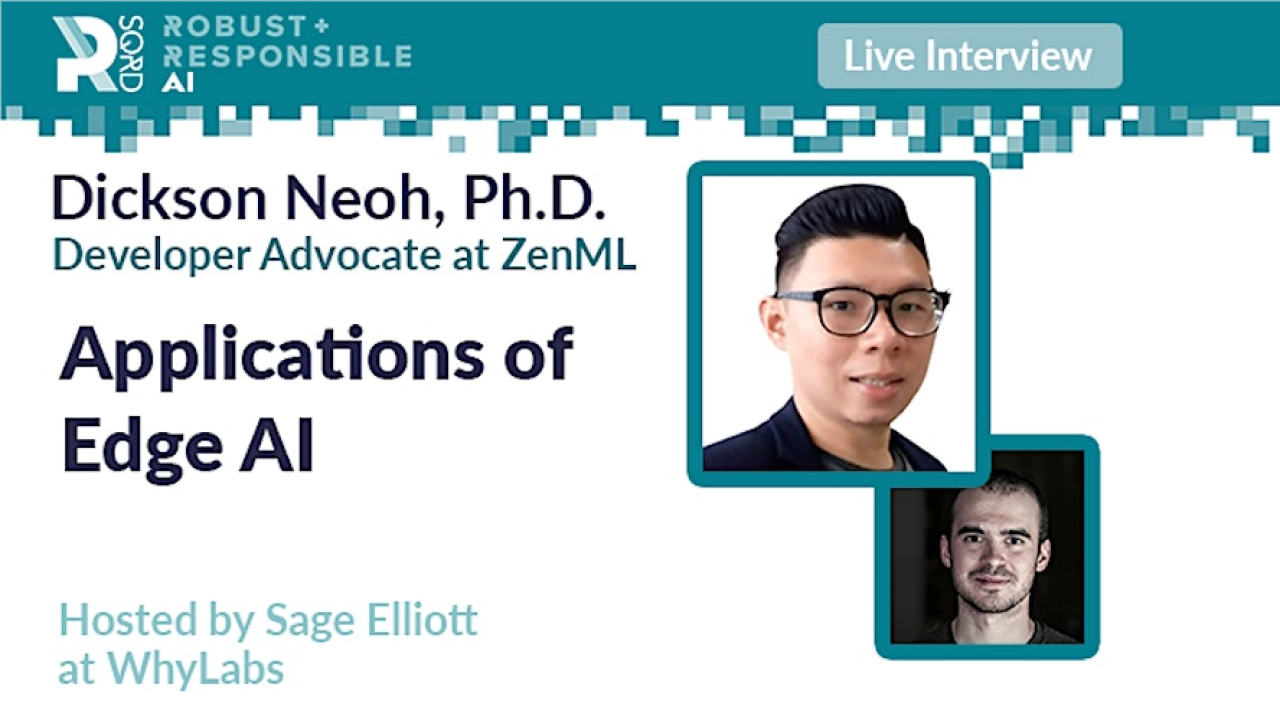 R SQRD
ROBUST +
RESPONSIBLE
AI
Live Interview
Dickson Neoh, Ph.D.
Developer Advocate at ZenML
Applications of
Edge AI
Hosted by Sage Elliott
at WhyLabs